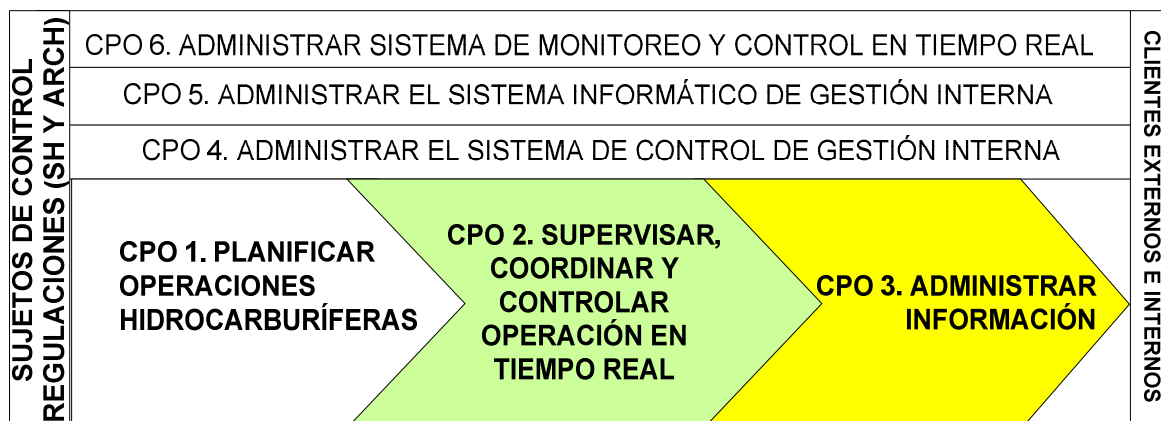 SUJETOS DE CONTROL
REGULACIONES (SH Y ARCH)
CPO 6. ADMINISTRAR SISTEMA DE MONITOREO Y CONTROL EN TIEMPO REAL
CPO 5. ADMINISTRAR EL SISTEMA INFORMÁTICO DE GESTIÓN INTERNA
CPO 4. ADMINISTRAR EL SISTEMA DE CONTROL DE GESTIÓN INTERNA
CPO 1. PLANIFICAR
OPERACIONES
HIDROCARBURÍFERAS
CPO 2. SUPERVISAR,
COORDINAR Y
CONTROLAR
OPERACIÓN EN
TIEMPO REAL
CPO 3. ADMINISTRAR
INFORMACIÓN
CLIENTES EXTERNOS E INTERNOS